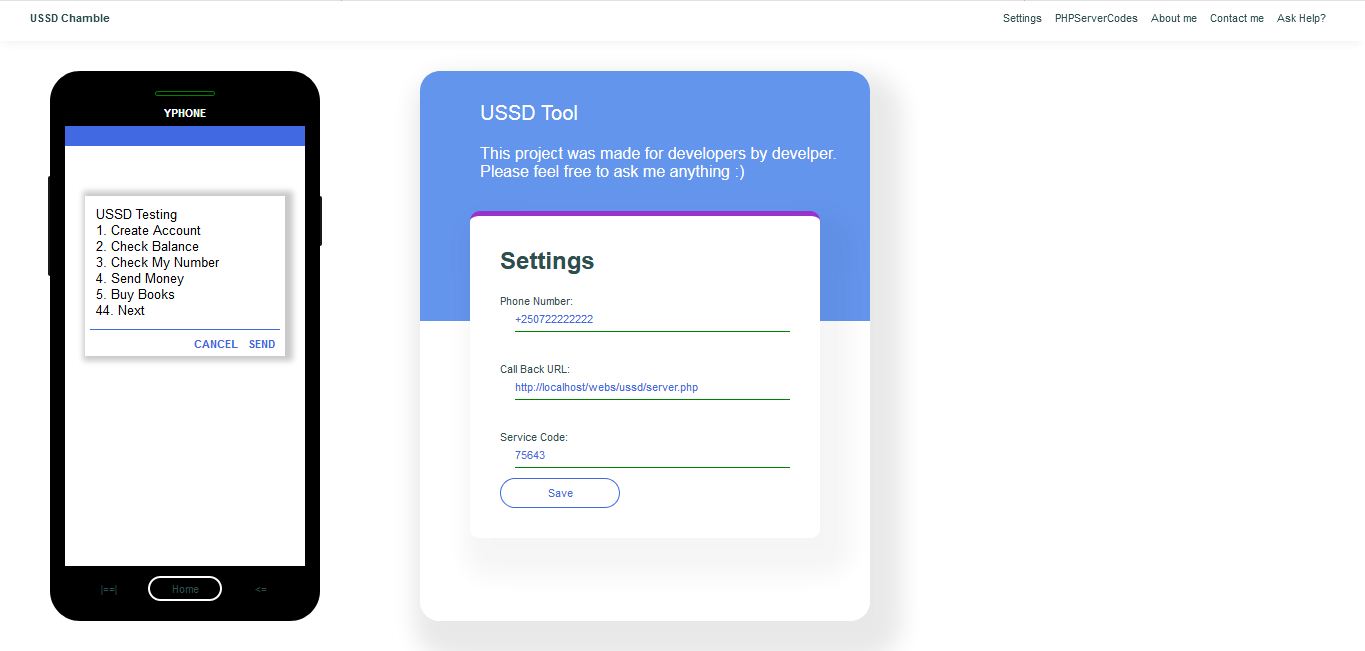 USSD Chamble
Settings PHPServerCodes About me Contact me Ask Help?
YPHONE
USSD Testing
1. Create Account
2. Check Balance
3. Check My Number
4. Send Money
5. Buy Books
44. Next
CANCEL SEND
|==| Home <=
USSD Tool
This project was made for developers by develper.
Please feel free to ask me anything :)
Settings
Phone Number:
+250722222222
Call Back URL:
http://localhost/webs/ussd/server.php
Service Code:
75643
Save